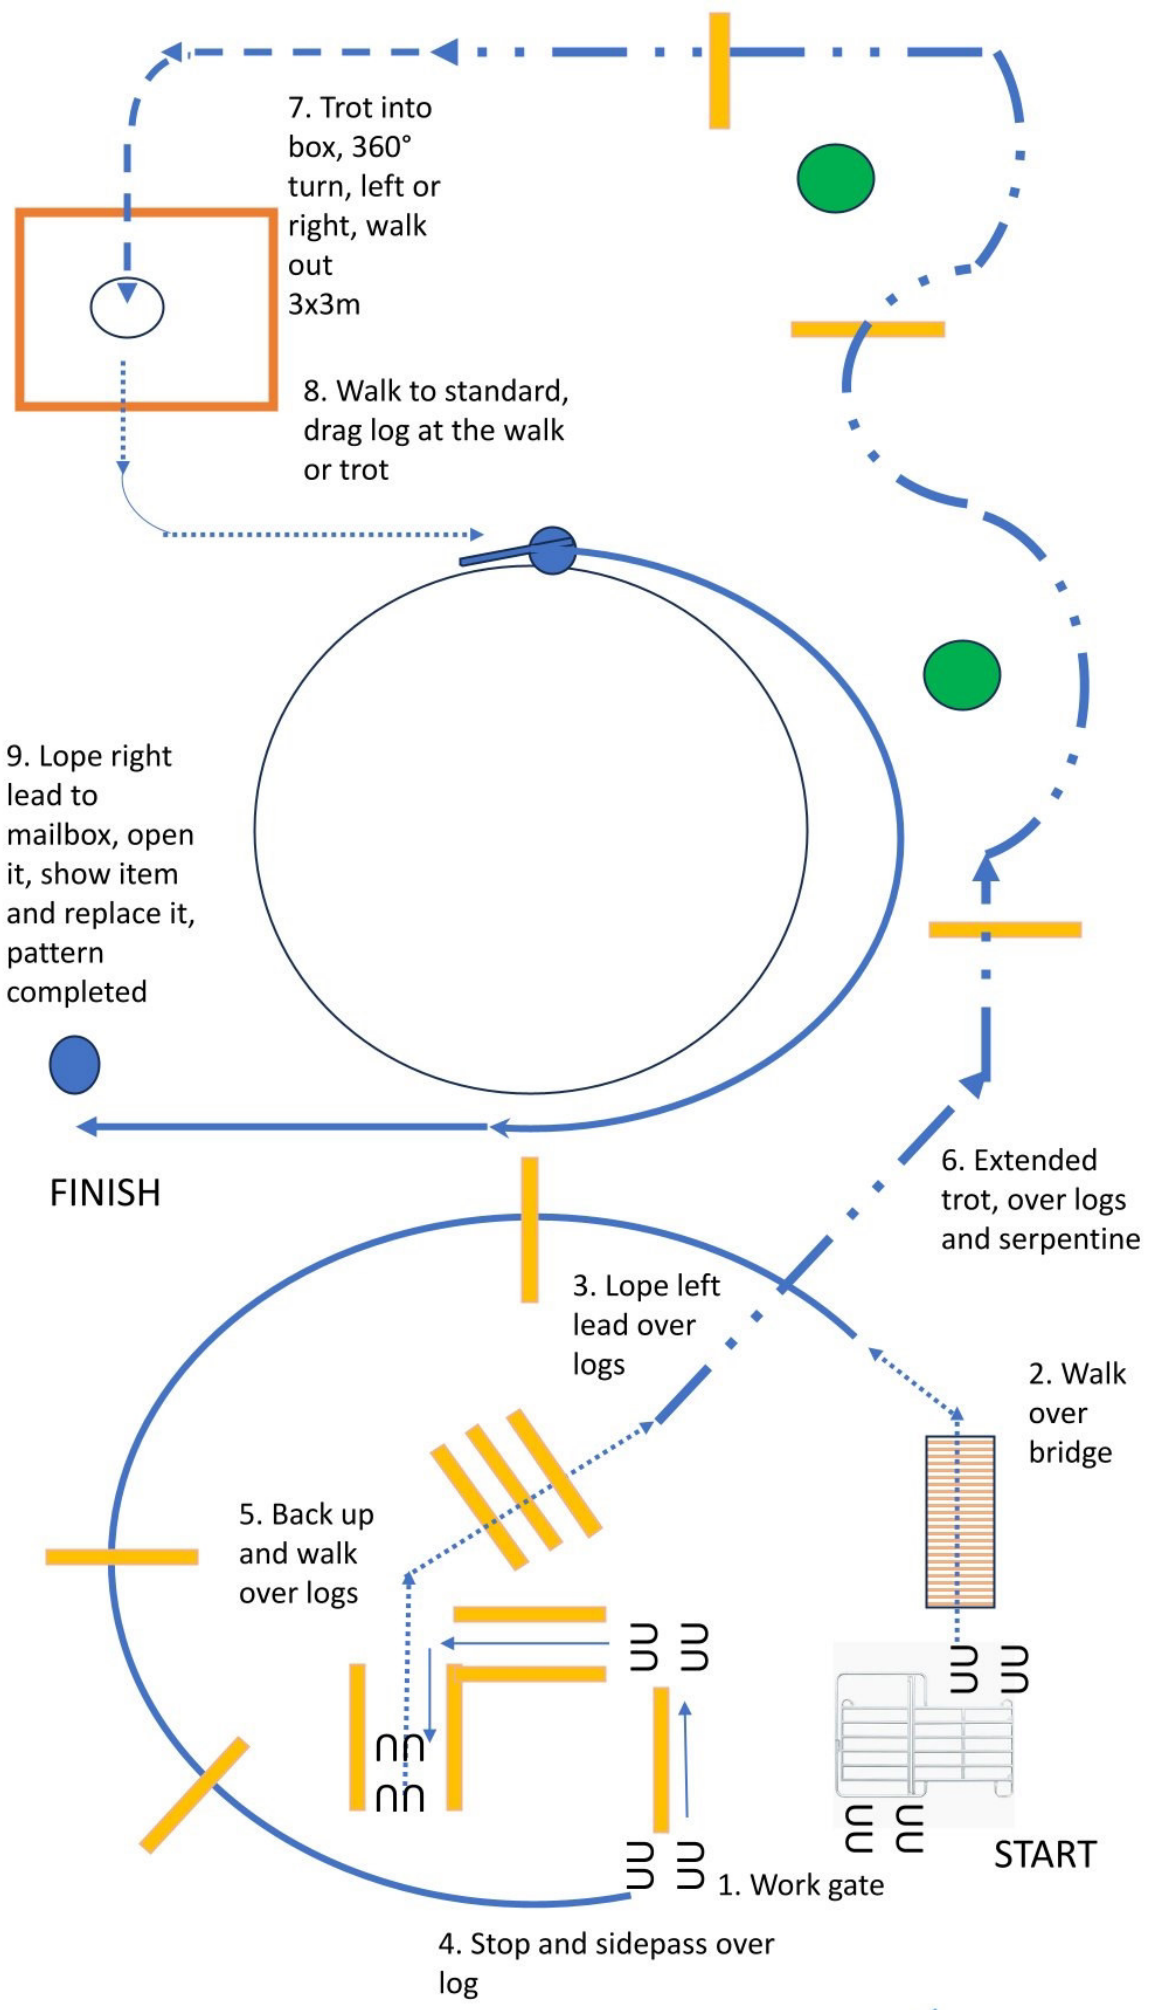 7. Trot into
box, 360°
turn, left or
right, walk
out
3x3m
8. Walk to standard,
drag log at the walk
or trot
9. Lope right
lead to
mailbox, open
it, show item
and replace it,
pattern
completed
FINISH
6. Extended
trot, over logs
and serpentine
3. Lope left
lead over
logs
2. Walk
over
bridge
5. Back up
and walk
over logs
START
1. Work gate
4. Stop and sidepass over
log